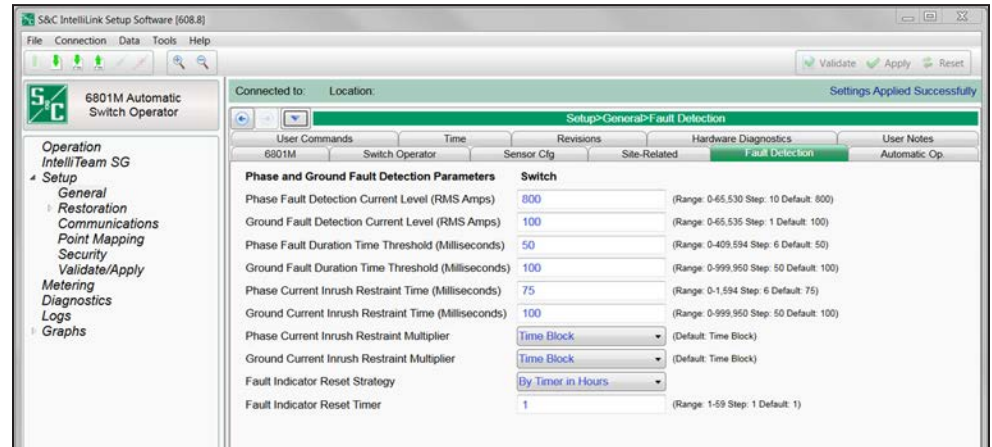 S&C IntelliLink Setup Software [608.8]
File Connection Data Tools Help
Validate Apply Reset
S&C
6801M Automatic
Switch Operator
Connected to: Location: Settings Applied Successfully
Setup>General>Fault Detection
User Commands Time Revisions Hardware Diagnostics User Notes
6801M Switch Operator Sensor Cfg Site-Related Fault Detection Automatic Op.
Operation
IntelliTeam SG
Setup
General
Restoration
Communications
Point Mapping
Security
Validate/Apply
Metering
Diagnostics
Logs
Graphs
Phase and Ground Fault Detection Parameters Switch
Phase Fault Detection Current Level (RMS Amps) 800 (Range: 0-65,530 Step: 10 Default: 800)
Ground Fault Detection Current Level (RMS Amps) 100 (Range: 0-65,535 Step: 1 Default: 100)
Phase Fault Duration Time Threshold (Milliseconds) 50 (Range: 0-409,594 Step: 6 Default: 50)
Ground Fault Duration Time Threshold (Milliseconds) 100 (Range: 0-999,950 Step: 50 Default: 100)
Phase Current Inrush Restraint Time (Milliseconds) 75 (Range: 0-1,594 Step: 6 Default: 75)
Ground Current Inrush Restraint Time (Milliseconds) 100 (Range: 0-999,950 Step: 50 Default: 100)
Phase Current Inrush Restraint Multiplier Time Block (Default: Time Block)
Ground Current Inrush Restraint Multiplier Time Block (Default: Time Block)
Fault Indicator Reset Strategy By Timer in Hours
Fault Indicator Reset Timer 1 (Range: 1-59 Step: 1 Default: 1)